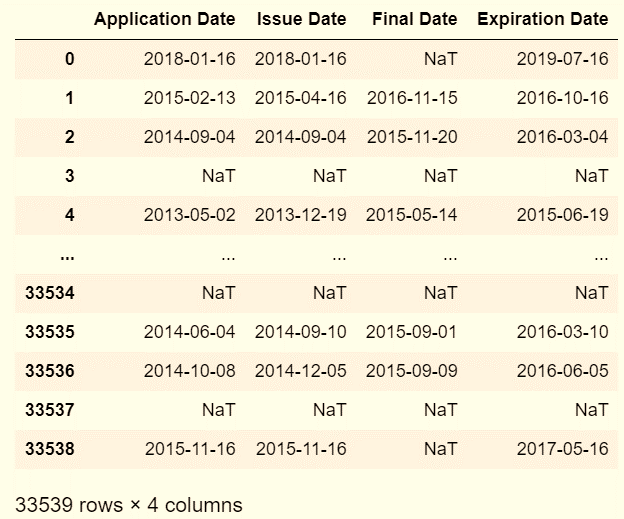 Application Date Issue Date Final Date Expiration Date
0 2018-01-16 2018-01-16 NaT 2019-07-16
1 2015-02-13 2015-04-16 2016-11-15 2016-10-16
2 2014-09-04 2014-09-04 2015-11-20 2016-03-04
3 NaT NaT NaT NaT
4 2013-05-02 2013-12-19 2015-05-14 2015-06-19
... ... ... ... ...
33534 NaT NaT NaT NaT
33535 2014-06-04 2014-09-10 2015-09-01 2016-03-10
33536 2014-10-08 2014-12-05 2015-09-09 2016-06-05
33537 NaT NaT NaT NaT
33538 2015-11-16 2015-11-16 NaT 2017-05-16
33539 rows × 4 columns